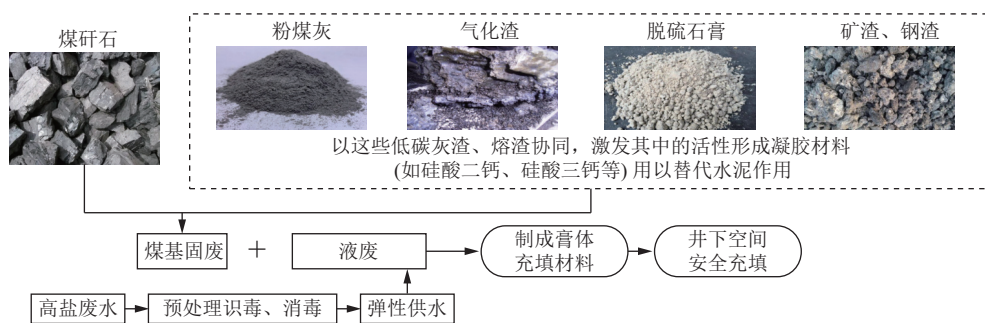 煤矸石
粉煤灰
气化渣
脱硫石膏
矿渣、钢渣
以这些低碳灰渣、熔渣协同，激发其中的活性形成凝胶材料
(如硅酸二钙、硅酸三钙等) 用以替代水泥作用
煤基固废
+
液废
制成膏体
充填材料
井下空间
安全充填
高盐废水
预处理识毒、消毒
弹性供水